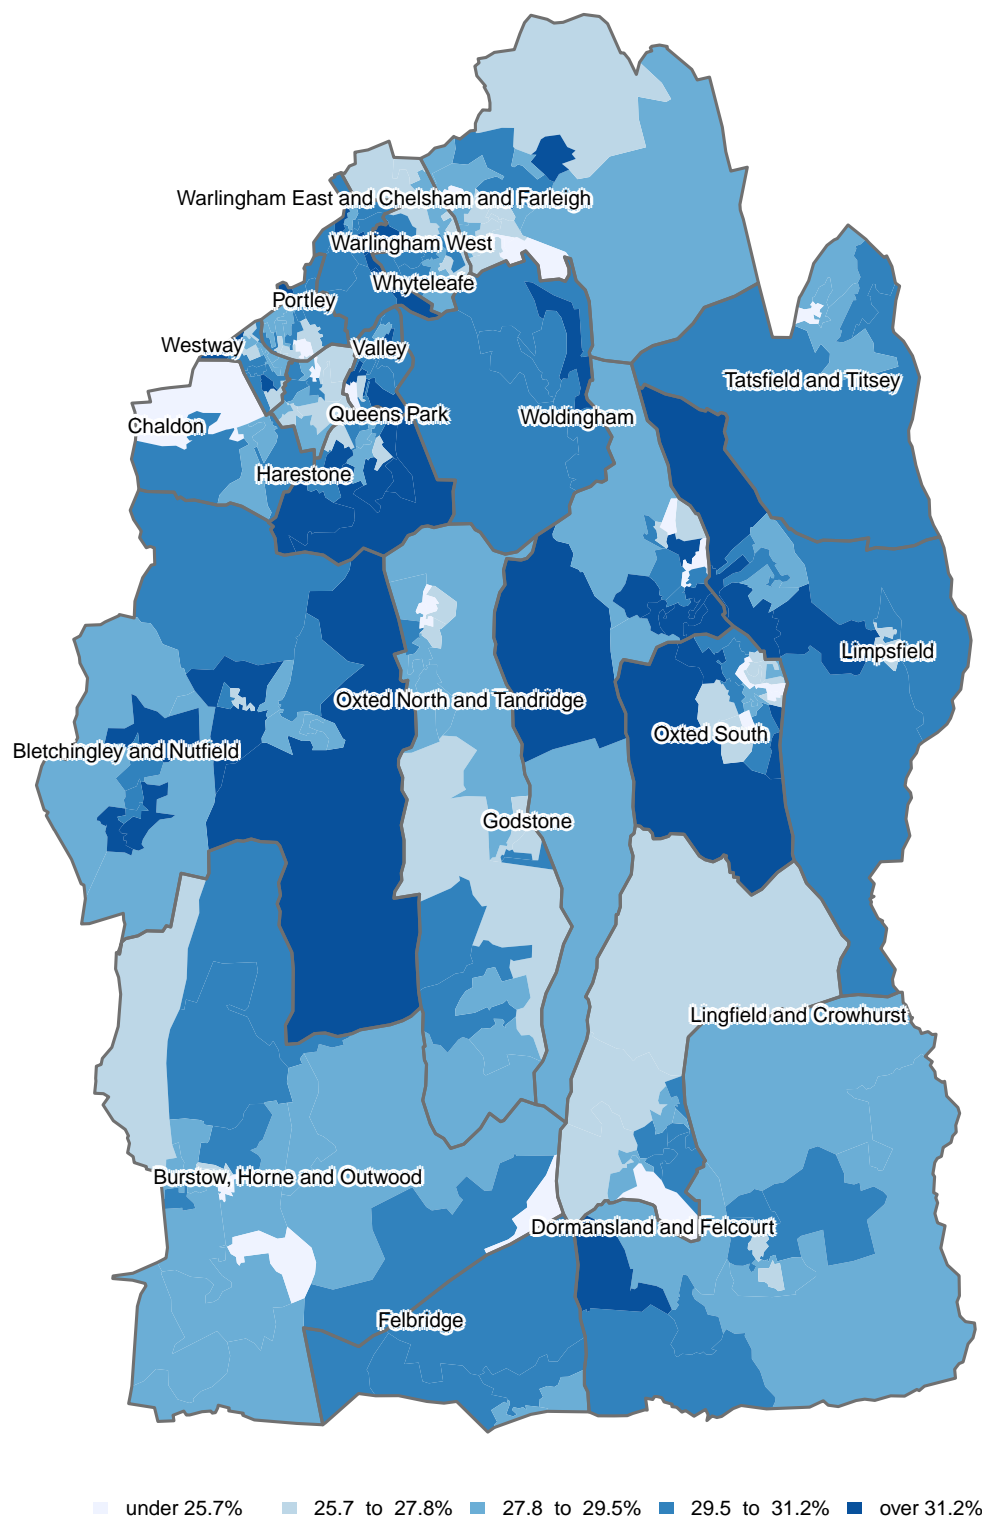 Warlingham East and Chelsham and Farleigh
Warlingham West
Whyteleafe
Portley
Westway
Valley
Tatsfield and Titsey
Queens Park
Woldingham
Chaldon
Harestone
Limpsfield
Oxted North and Tandridge
Oxted South
Bletchingley and Nutfield
Godstone
Lingfield and Crowhurst
Burstow, Horne and Outwood
Dormansland and Felcourt
Felbridge
under 25.7% 25.7 to 27.8% 27.8 to 29.5% 29.5 to 31.2% over 31.2%